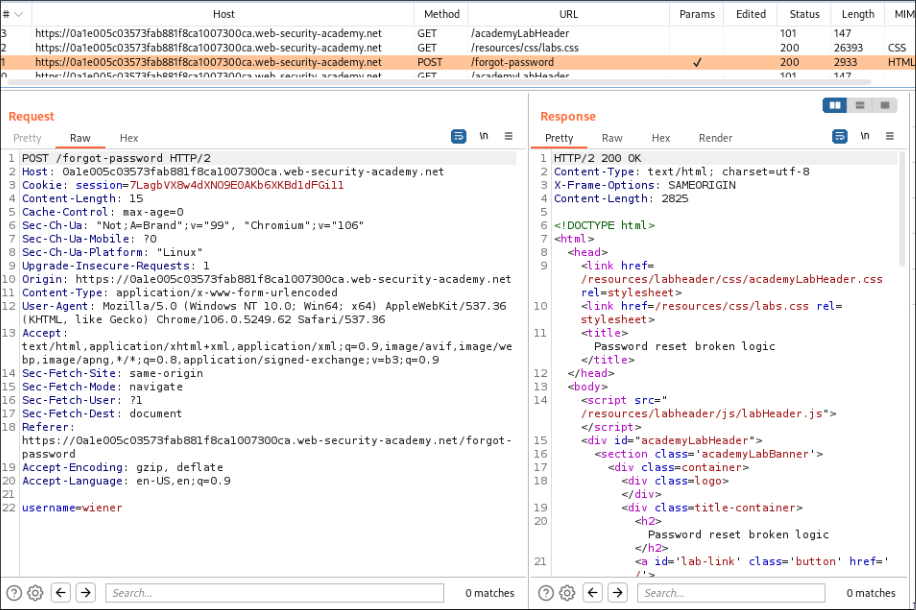 # Host Method URL Params Edited Status Length MIM
3 https://0a1e005c03573fab881f8ca1007300ca.web-security-academy.net GET /academyLabHeader 101 147
2 https://0a1e005c03573fab881f8ca1007300ca.web-security-academy.net GET /resources/css/labs.css 200 26393 CSS
1 https://0a1e005c03573fab881f8ca1007300ca.web-security-academy.net POST /forgot-password ✓ 200 2933 HTML
0 https://0a1e005c03573fab881f8ca1007300ca.web-security-academy.net GET /academyLabHeader 101 147
Request
Pretty Raw Hex \n
1 POST /forgot-password HTTP/2
2 Host: 0a1e005c03573fab881f8ca1007300ca.web-security-academy.net
3 Cookie: session=7LagbVX8w4dXNO9E0AKb6XKBdldFGill
4 Content-Length: 15
5 Cache-Control: max-age=0
6 Sec-Ch-Ua: "Not;A=Brand";v="99", "Chromium";v="106"
7 Sec-Ch-Ua-Mobile: ?0
8 Sec-Ch-Ua-Platform: "Linux"
9 Upgrade-Insecure-Requests: 1
10 Origin: https://0a1e005c03573fab881f8ca1007300ca.web-security-academy.net
11 Content-Type: application/x-www-form-urlencoded
12 User-Agent: Mozilla/5.0 (Windows NT 10.0; Win64; x64) AppleWebKit/537.36
(KHTML, like Gecko) Chrome/106.0.5249.62 Safari/537.36
13 Accept:
text/html,application/xhtml+xml,application/xml;q=0.9,image/avif,image/we
bp,image/apng,*/*;q=0.8,application/signed-exchange;v=b3;q=0.9
14 Sec-Fetch-Site: same-origin
15 Sec-Fetch-Mode: navigate
16 Sec-Fetch-User: ?1
17 Sec-Fetch-Dest: document
18 Referer:
https://0a1e005c03573fab881f8ca1007300ca.web-security-academy.net/forgot-
password
19 Accept-Encoding: gzip, deflate
20 Accept-Language: en-US,en;q=0.9
21
22 username=wiener
Search... 0 matches
Response
Pretty Raw Hex Render \n
1 HTTP/2 200 OK
2 Content-Type: text/html; charset=utf-8
3 X-Frame-Options: SAMEORIGIN
4 Content-Length: 2825
5
6 <!DOCTYPE html>
7 <html>
8 <head>
9 <link href=
/resources/labheader/css/academyLabHeader.css
rel=stylesheet>
10 <link href=/resources/css/labs.css rel=
stylesheet>
11 <title>
Password reset broken logic
</title>
12 </head>
13 <body>
14 <script src="
/resources/labheader/js/labHeader.js">
</script>
15 <div id="academyLabHeader">
16 <section class='academyLabBanner'>
17 <div class=container>
18 <div class=logo>
</div>
19 <div class=title-container>
20 <h2>
Password reset broken logic
</h2>
21 <a id='lab-link' class='button' href='
/'>
Search... 0 matches